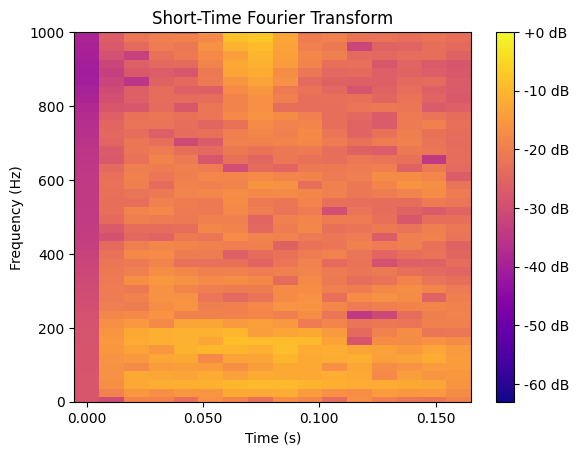 Short-Time Fourier Transform
1000
800
600
400
200
0
Frequency (Hz)
0.000
0.050
0.100
0.150
Time (s)
+0 dB
-10 dB
-20 dB
-30 dB
-40 dB
-50 dB
-60 dB